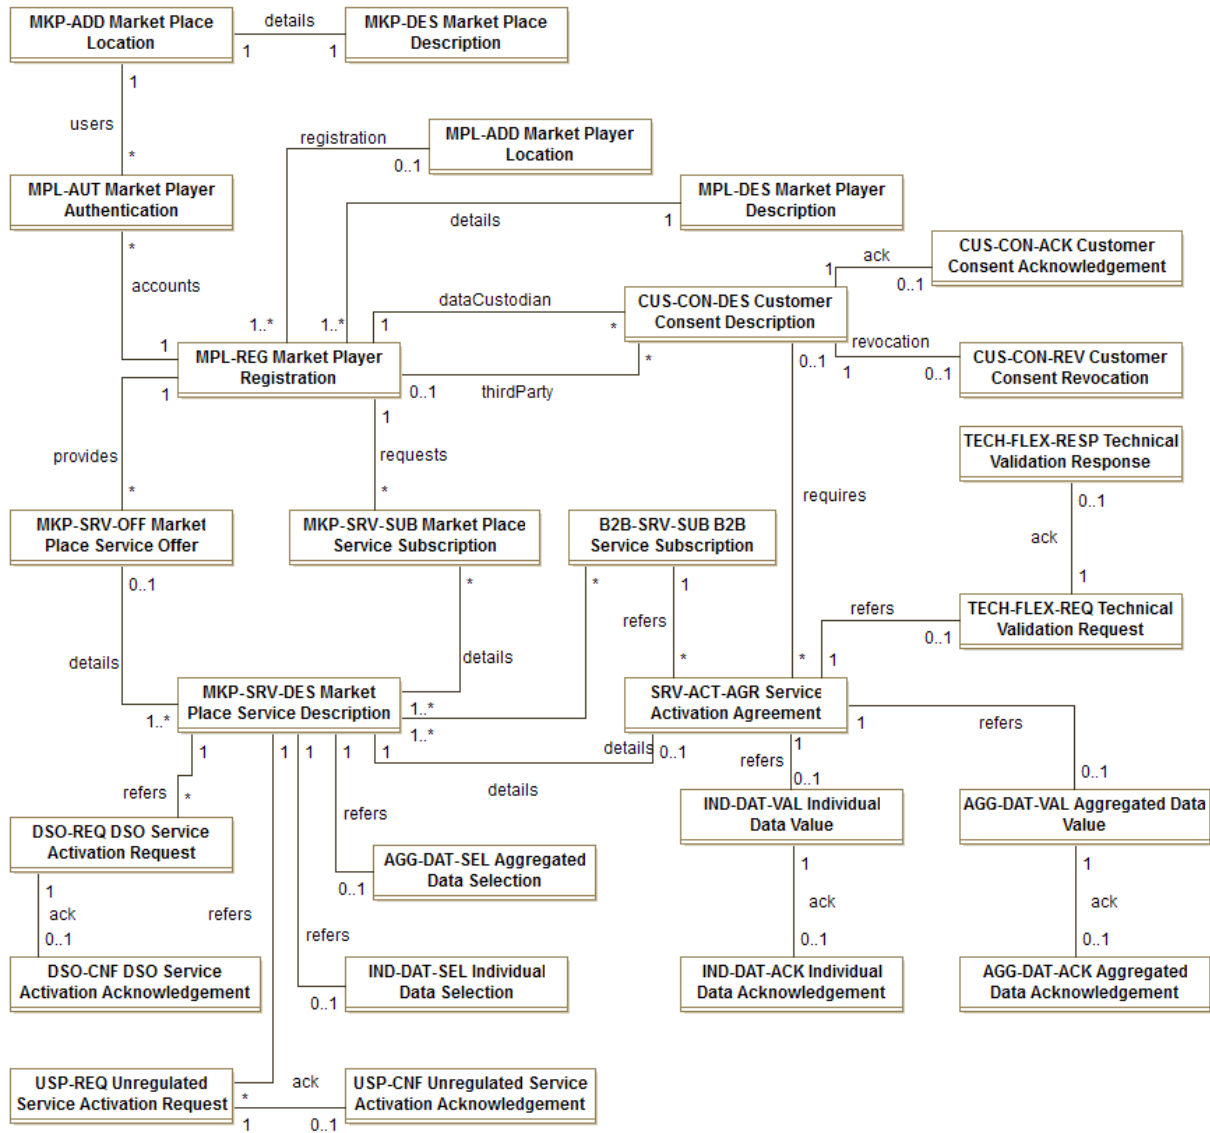 MKP-ADD Market Place
Location
details
1
1
MKP-DES Market Place
Description
1
users
*
registration
0..1
MPL-ADD Market Player
Location
MPL-AUT Market Player
Authentication
*
accounts
1
details
1
MPL-DES Market Player
Description
1..*
1..*
1
dataCustodian
*
CUS-CON-DES Customer
Consent Description
1
ack
0..1
CUS-CON-ACK Customer
Consent Acknowledgement
MPL-REG Market Player
Registration
0..1
thirdParty
*
0..1
revocation
1
0..1
CUS-CON-REV Customer
Consent Revocation
1
provides
*
1
requests
*
requires
*
TECH-FLEX-RESP Technical
Validation Response
0..1
ack
1
MKP-SRV-OFF Market
Place Service Offer
MKP-SRV-SUB Market Place
Service Subscription
B2B-SRV-SUB B2B
Service Subscription
0..1
details
1..*
*
details
1..*
*
1..*
1
refers
*
refers
0..1
1
TECH-FLEX-REQ Technical
Validation Request
MKP-SRV-DES Market
Place Service Description
SRV-ACT-AGR Service
Activation Agreement
1
refers
*
1
1
1
1
details
details
0..1
1
refers
0..1
1
refers
0..1
DSO-REQ DSO Service
Activation Request
refers
0..1
AGG-DAT-SEL Aggregated
Data Selection
IND-DAT-VAL Individual
Data Value
AGG-DAT-VAL Aggregated Data
Value
1
ack
0..1
refers
refers
0..1
1
ack
0..1
1
ack
0..1
DSO-CNF DSO Service
Activation Acknowledgement
IND-DAT-SEL Individual
Data Selection
IND-DAT-ACK Individual
Data Acknowledgement
AGG-DAT-ACK Aggregated
Data Acknowledgement
USP-REQ Unregulated
Service Activation Request
*
1
ack
0..1
USP-CNF Unregulated Service
Activation Acknowledgement